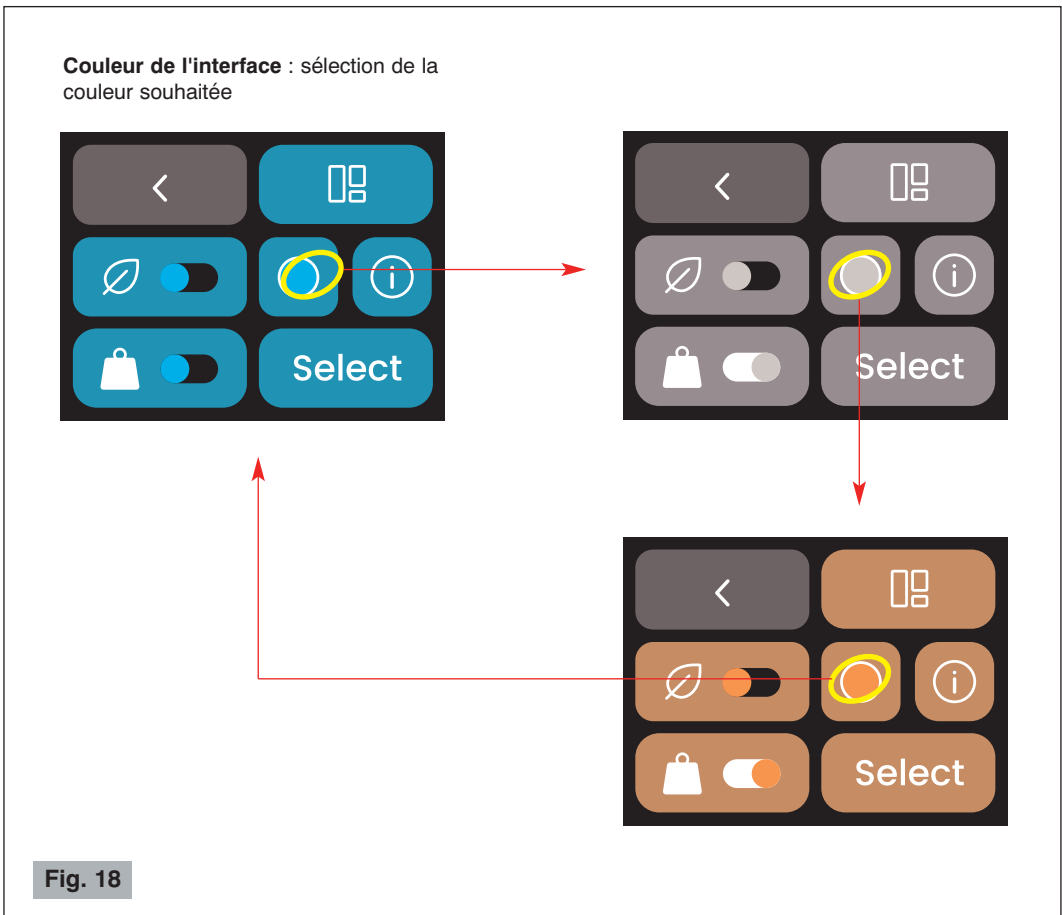 Couleur de l'interface : sélection de la
couleur souhaitée
Select
Select
Select
Fig. 18